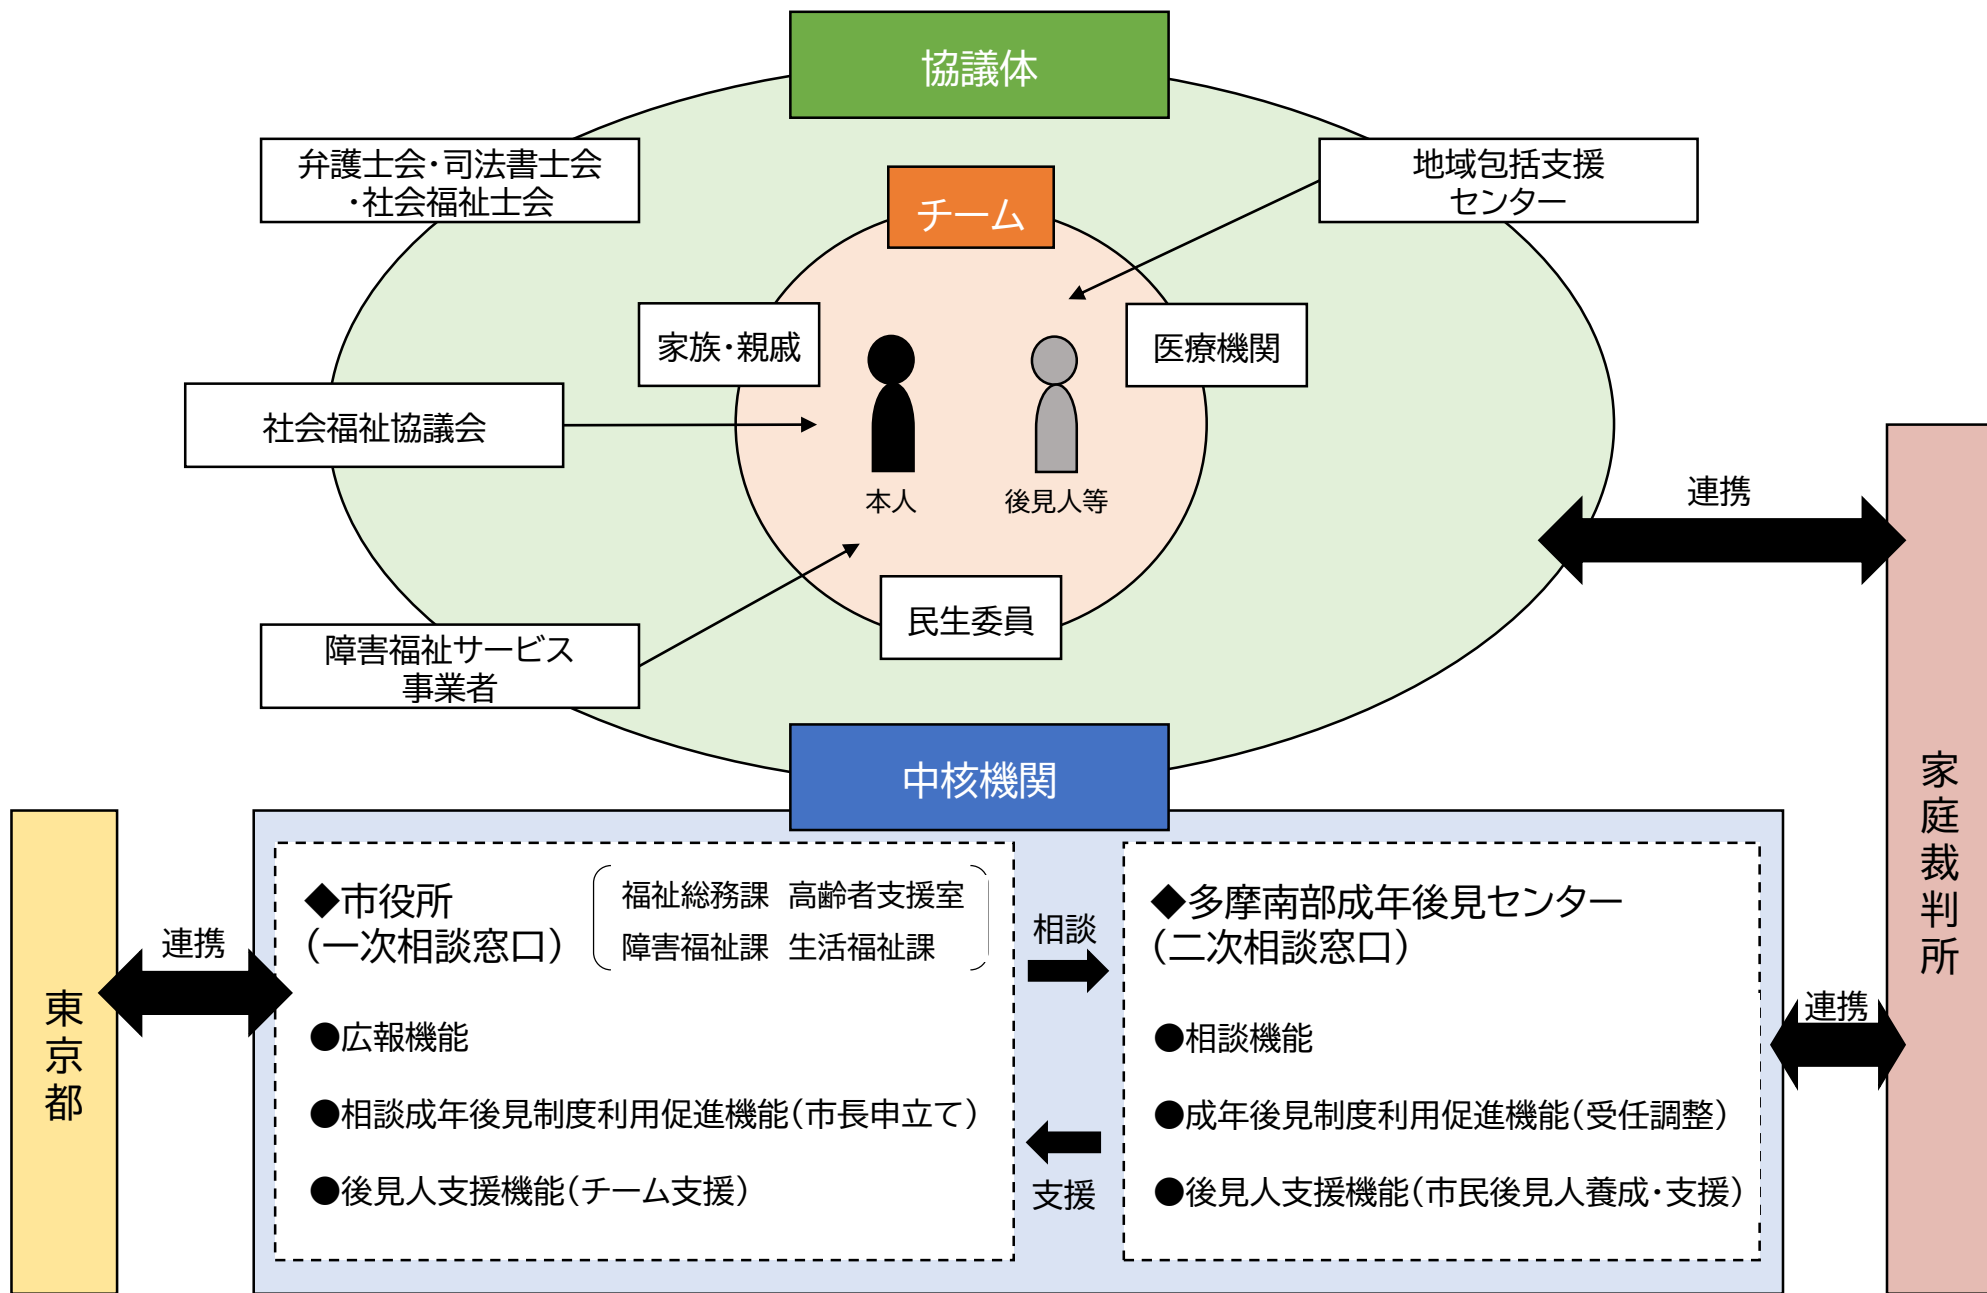 協議体
弁護士会・司法書士会
・社会福祉士会
地域包括支援
センター
チーム
家族・親戚
医療機関
社会福祉協議会
本人
後見人等
連携
民生委員
障害福祉サービス
事業者
中核機関
家庭裁判所
東京都
連携
◆市役所
（一次相談窓口）
福祉総務課 高齢者支援室
障害福祉課 生活福祉課
●広報機能
●相談成年後見制度利用促進機能（市長申立て）
●後見人支援機能（チーム支援）
相談
支援
◆多摩南部成年後見センター
（二次相談窓口）
●相談機能
●成年後見制度利用促進機能（受任調整）
●後見人支援機能（市民後見人養成・支援）
連携